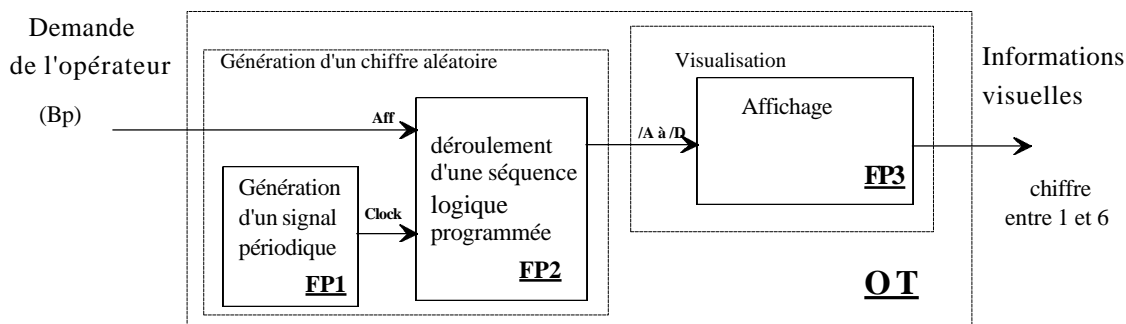 Demande
de l'opérateur
(Bp)
Génération d'un chiffre aléatoire
Aff
Génération
d'un signal
périodique
FP1
Clock
déroulement
d'une séquence
logique
programmée
FP2
/A à /D
Visualisation
Affichage
FP3
OT
Informations
visuelles
chiffre
entre 1 et 6